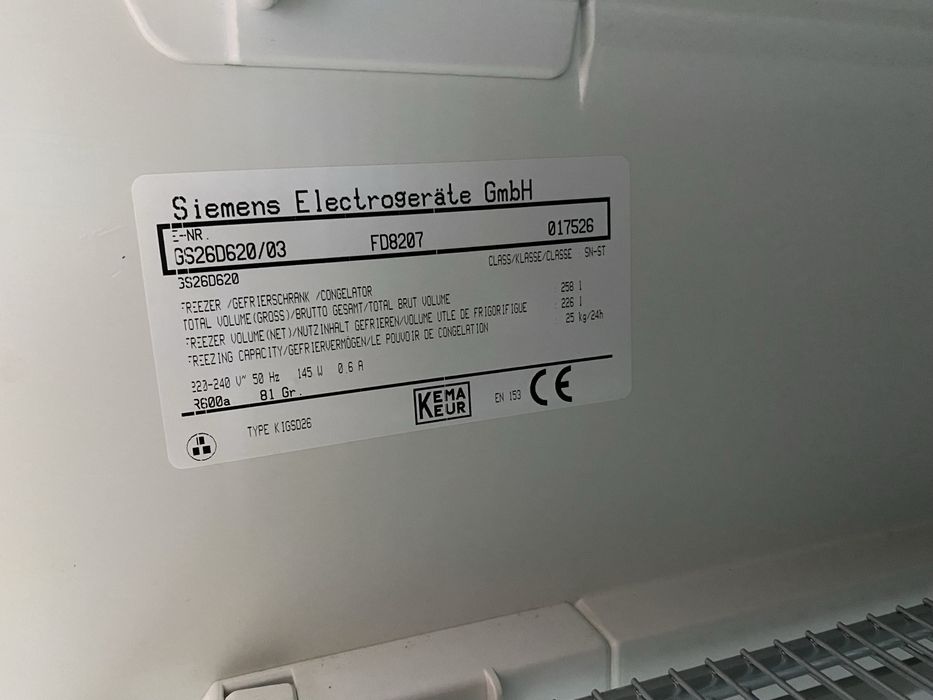 Siemens Electrogeräte GmbH
E-NR.
GS26D620/03 FD8207 017526
GS26D620 CLASS/KLASSE/CLASSE : SN-ST
FREEZER /GEFRIERSCHRANK /CONGELATOR
TOTAL VOLUME(GROSS)/BRUTTO GESAMT/TOTAL BRUT VOLUME : 258 l
FREEZER VOLUME(NET)/NUTZINHALT GEFRIEREN/VOLUME UTLE DE FRIGORIFIGUE : 226 l
FREEZING CAPACITY/GEFRIERVERMÖGEN/LE POUVOIR DE CONGELATION : 25 kg/24h
220-240 V~ 50 Hz 145 W 0.6 A
R600a 81 Gr.
TYPE KIGSD26
KEMA
KEUR
EN 153 CE